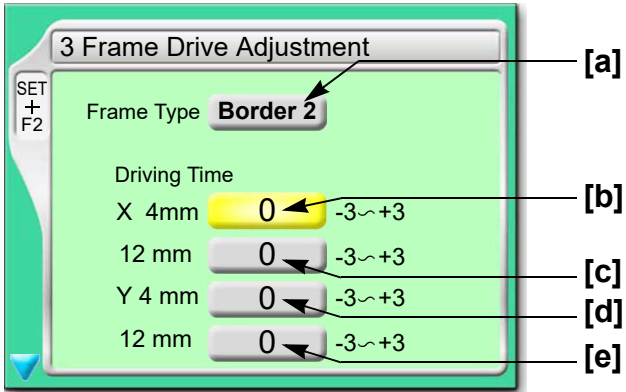 3 Frame Drive Adjustment
[a]
SET
+
F2
Frame Type Border 2
Driving Time
X 4mm 0 -3∽+3
[b]
12 mm 0 -3∽+3
[c]
Y 4 mm 0 -3∽+3
[d]
12 mm 0 -3∽+3
[e]